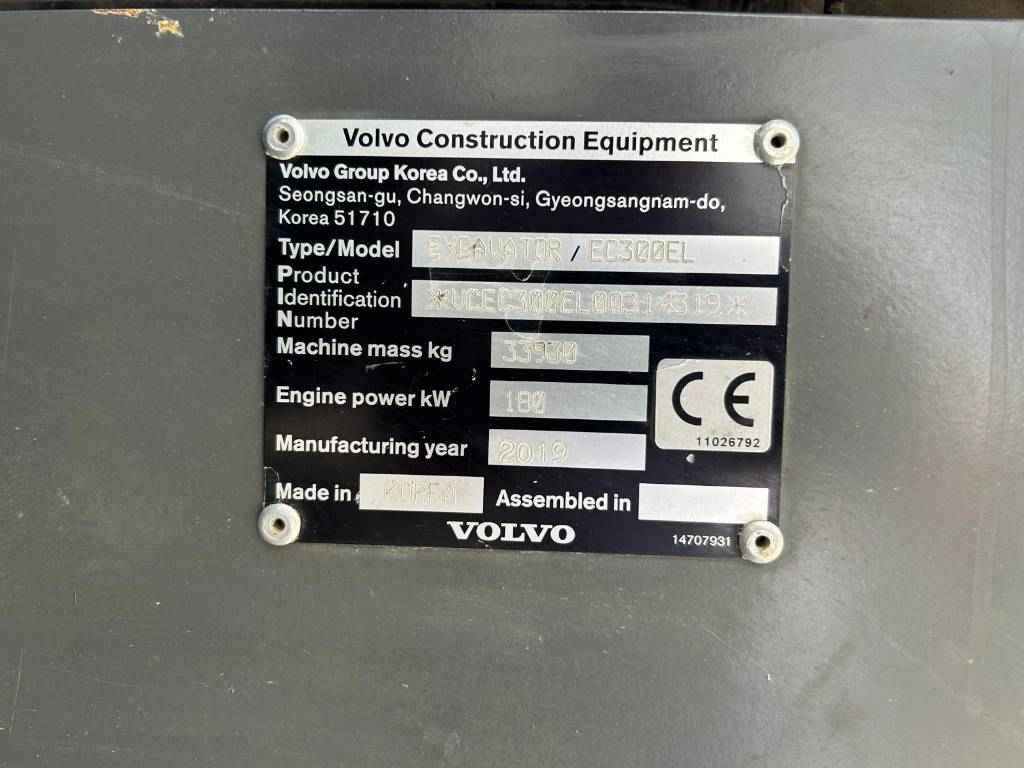 Volvo Construction Equipment
Volvo Group Korea Co., Ltd.
Seongsan-gu, Changwon-si, Gyeongsangnam-do,
Korea 51710
Type/Model EXCAVATOR / EC300EL
Product
Identification
Number
Machine mass kg 33900
Engine power kW 180
CE
11026792
Manufacturing year 2019
Made in KOREA Assembled in
VOLVO
14707931